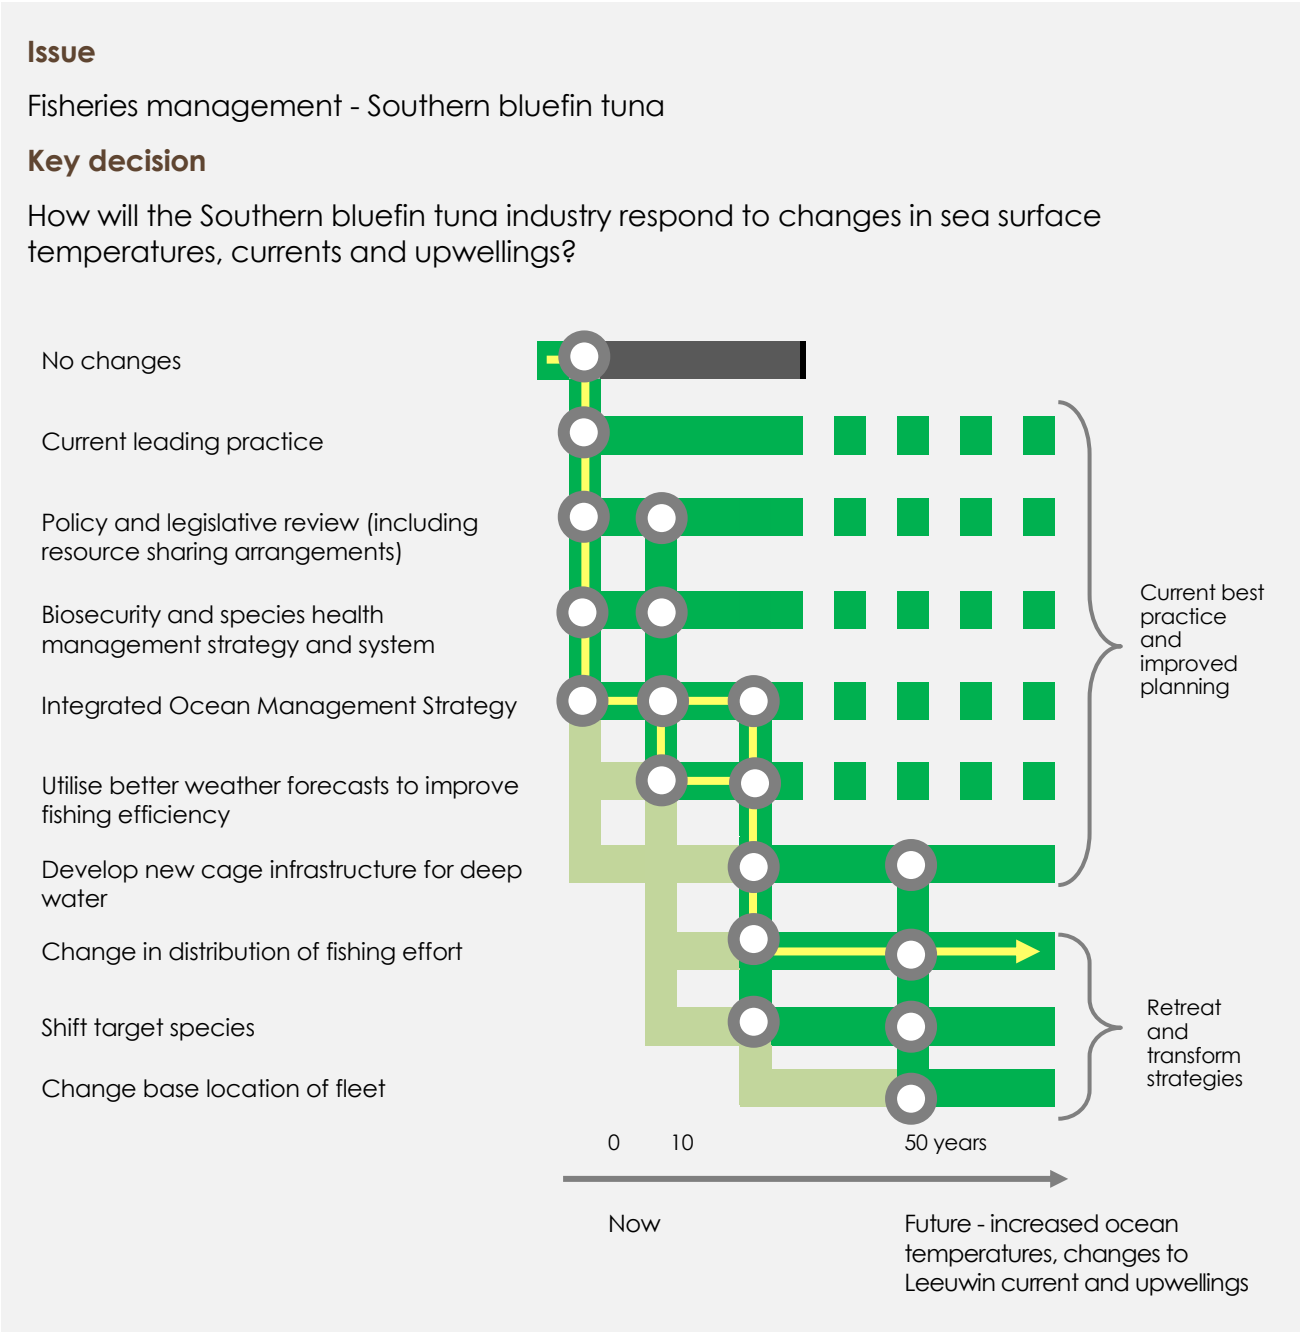 Issue
Fisheries management - Southern bluefin tuna
Key decision
How will the Southern bluefin tuna industry respond to changes in sea surface
temperatures, currents and upwellings?
No changes
Current leading practice
Policy and legislative review (including
resource sharing arrangements)
Biosecurity and species health
management strategy and system
Integrated Ocean Management Strategy
Utilise better weather forecasts to improve
fishing efficiency
Develop new cage infrastructure for deep
water
Change in distribution of fishing effort
Shift target species
Change base location of fleet
Current best
practice
and
improved
planning
Retreat
and
transform
strategies
0
10
50 years
Now
Future - increased ocean
temperatures, changes to
Leeuwin current and upwellings